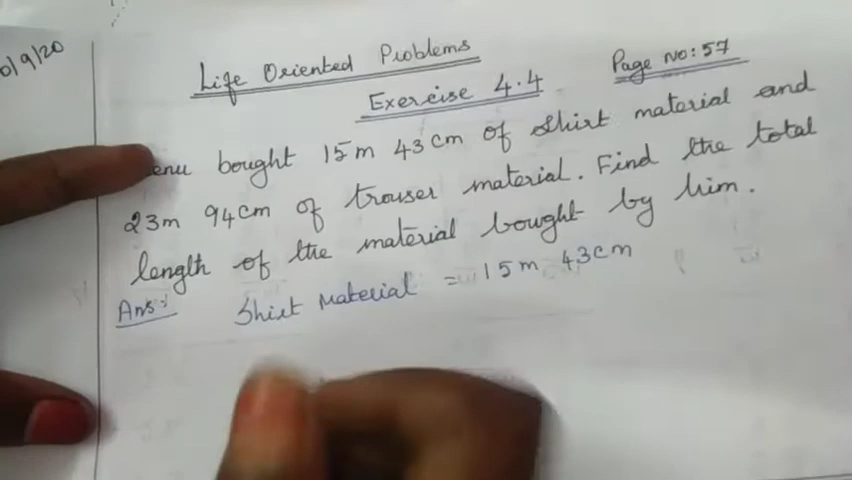 0/9/20
Life Oriented Problems
Exercise 4.4
Page No: 57
enu bought 15m 43cm of shirt material and
23m 94cm of trouser material. Find the total
length of the material bought by him.
Ans:
Shirt Material = 15m 43cm